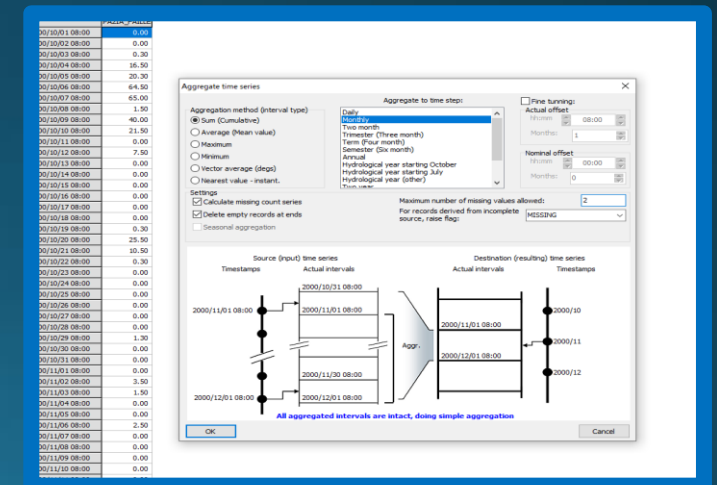 00/10/01 08:00 0.00
00/10/02 08:00 0.00
00/10/03 08:00 0.30
00/10/04 08:00 16.50
00/10/05 08:00 20.30
00/10/06 08:00 64.50
00/10/07 08:00 65.00
00/10/08 08:00 1.50
00/10/09 08:00 40.00
00/10/10 08:00 21.50
00/10/11 08:00 0.00
00/10/12 08:00 7.50
00/10/13 08:00 0.00
00/10/14 08:00 0.00
00/10/15 08:00 0.00
00/10/16 08:00 0.00
00/10/17 08:00 0.00
00/10/18 08:00 0.00
00/10/19 08:00 0.30
00/10/20 08:00 25.50
00/10/21 08:00 10.50
00/10/22 08:00 0.30
00/10/23 08:00 0.00
00/10/24 08:00 0.00
00/10/25 08:00 0.00
00/10/26 08:00 0.00
00/10/27 08:00 0.00
00/10/28 08:00 0.00
00/10/29 08:00 1.30
00/10/30 08:00 0.00
00/10/31 08:00 0.00
00/11/01 08:00 0.00
00/11/02 08:00 3.50
00/11/03 08:00 1.50
00/11/04 08:00 0.00
00/11/05 08:00 0.00
00/11/06 08:00 2.50
00/11/07 08:00 0.00
00/11/08 08:00 0.00
00/11/09 08:00 0.00
00/11/10 08:00 0.00
Aggregate time series
Aggregation method (interval type)
Sum (Cumulative)
Average (Mean value)
Maximum
Minimum
Vector average (degs)
Nearest value - instant.
Aggregate to time step:
Daily
Monthly
Two month
Trimester (Three month)
Term (Four month)
Semester (Six month)
Annual
Hydrological year starting October
Hydrological year starting July
Hydrological year (other)
Two year
Fine tunning:
Actual offset
hh:mm 08:00
Months: 1
Nominal offset
hh:mm 00:00
Months: 0
Settings
Calculate missing count series
Delete empty records at ends
Seasonal aggregation
Maximum number of missing values allowed: 2
For records derived from incomplete
source, raise flag: MISSING
Source (input) time series
Timestamps Actual intervals
2000/10/31 08:00
2000/11/01 08:00 2000/11/01 08:00
2000/11/30 08:00
2000/12/01 08:00 2000/12/01 08:00
Aggr.
Destination (resulting) time series
Actual intervals Timestamps
2000/10
2000/11/01 08:00
2000/11
2000/12/01 08:00
2000/12
All aggregated intervals are intact, doing simple aggregation
OK Cancel